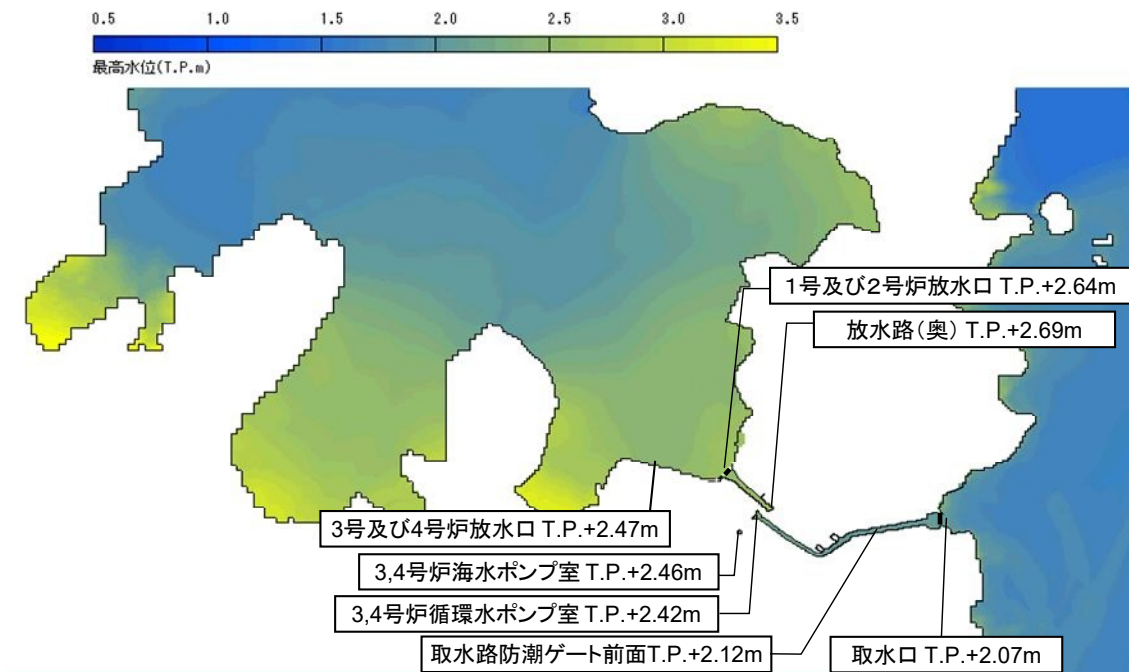 0.5 1.0 1.5 2.0 2.5 3.0 3.5
最高水位(T.P.m)
1号及び2号炉放水口 T.P.+2.64m
放水路(奥) T.P.+2.69m
3号及び4号炉放水口 T.P.+2.47m
3,4号炉海水ポンプ室 T.P.+2.46m
3,4号炉循環水ポンプ室 T.P.+2.42m
取水路防潮ゲート前面T.P.+2.12m
取水口 T.P.+2.07m